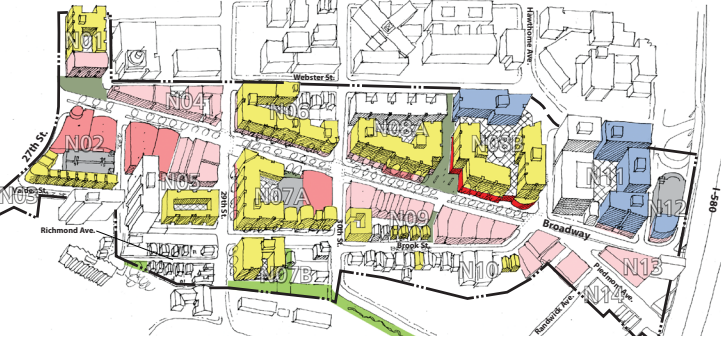 N01
Hawthorne Ave.
Webster St.
N04
N06
N08A
N08B
27th St.
N02
N05
N03
Valdez St.
29th St.
N07A
30th St.
N09
N11
N12
I-580
Richmond Ave.
Broadway
Brook St.
N07B
N10
N13
Piedmont Ave.
N14
Randwick Ave.